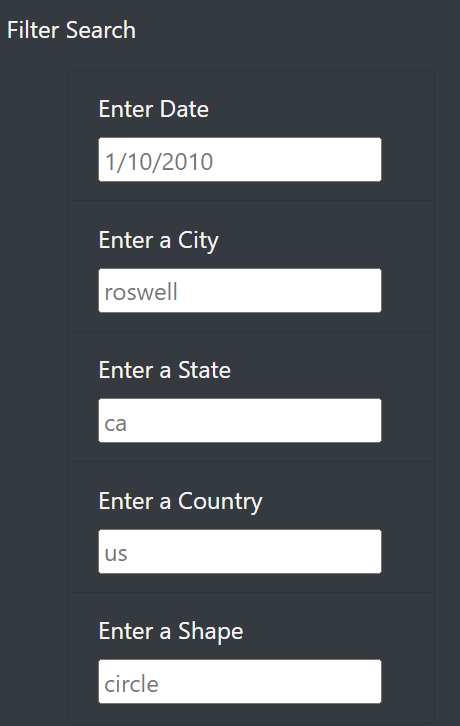 Filter Search
Enter Date
1/10/2010
Enter a City
roswell
Enter a State
ca
Enter a Country
us
Enter a Shape
circle